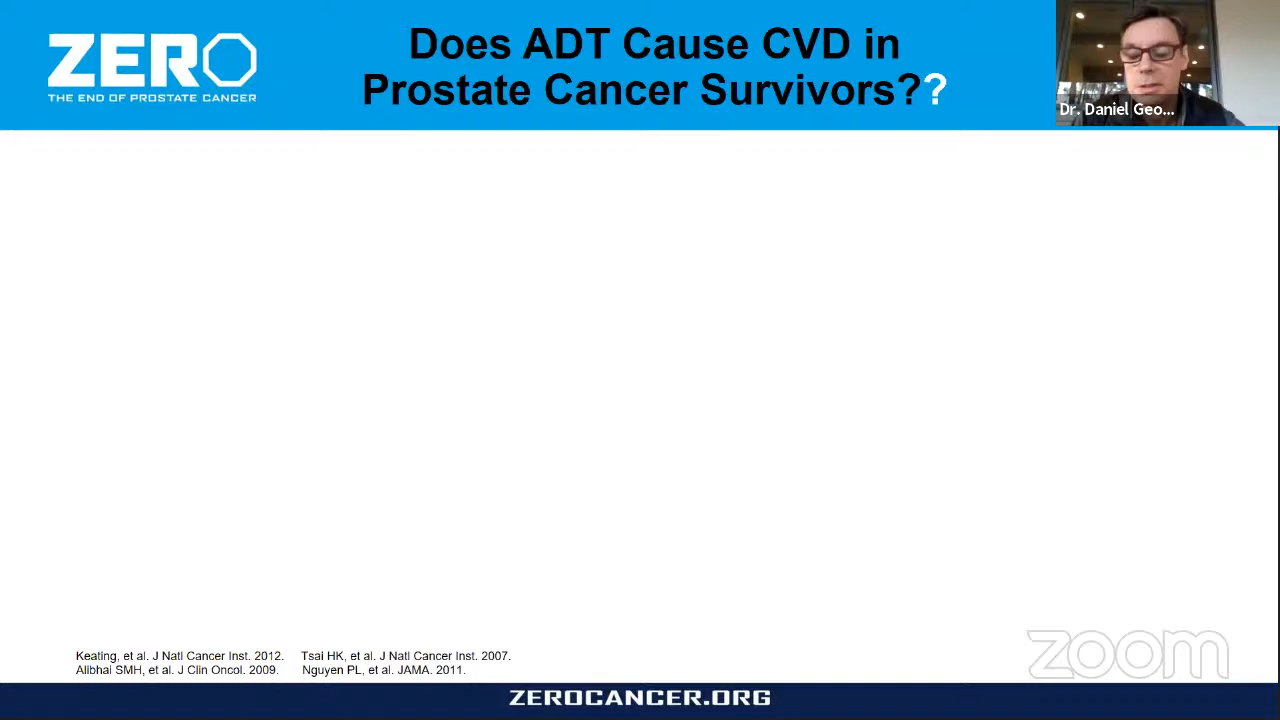 ZERO
THE END OF PROSTATE CANCER
Does ADT Cause CVD in
Prostate Cancer Survivors??
Dr. Daniel Geo...
Keating, et al. J Natl Cancer Inst. 2012. Tsai HK, et al. J Natl Cancer Inst. 2007.
Alibhai SMH, et al. J Clin Oncol. 2009. Nguyen PL, et al. JAMA. 2011.
zoom
ZEROCANCER.ORG